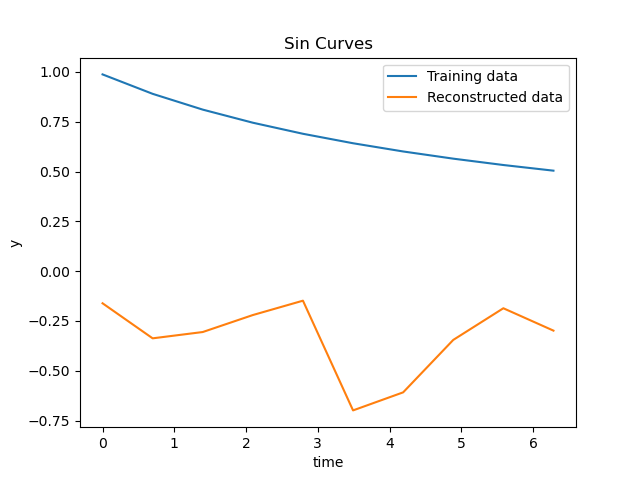 Sin Curves
Training data
Reconstructed data
1.00
0.75
0.50
0.25
0.00
−0.25
−0.50
−0.75
y
0 1 2 3 4 5 6
time